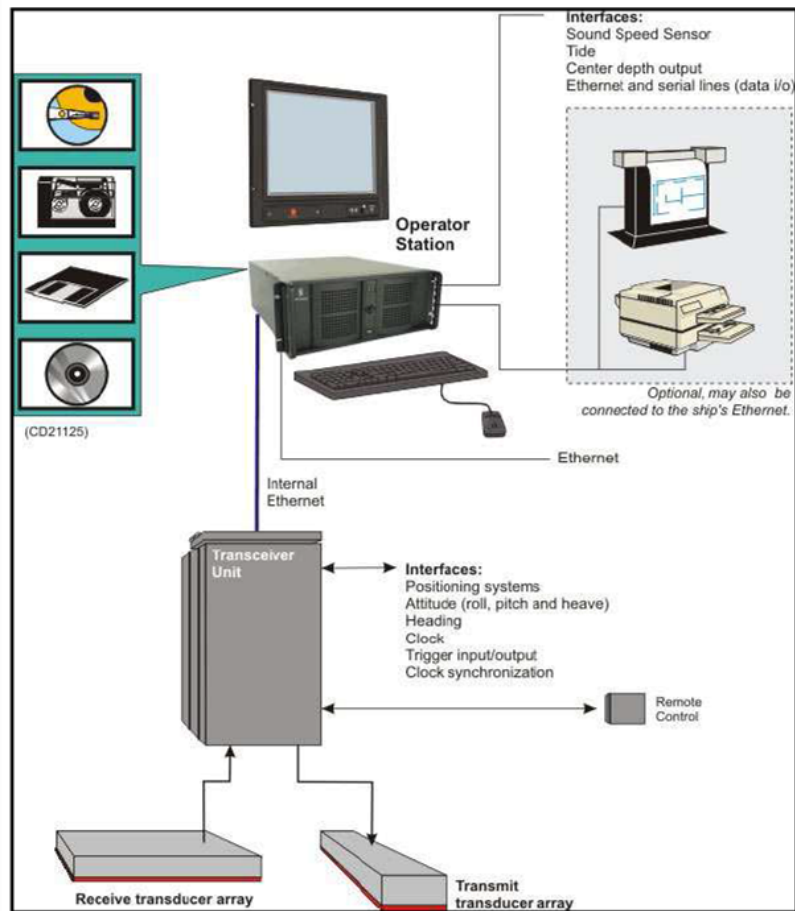 Interfaces:
Sound Speed Sensor
Tide
Center depth output
Ethernet and serial lines (data i/o)
Operator
Station
Optional, may also be
connected to the ship's Ethernet.
(CD21125)
Ethernet
Internal
Ethernet
Transceiver
Unit
Interfaces:
Positioning systems
Attitude (roll, pitch and heave)
Heading
Clock
Trigger input/output
Clock synchronization
Remote
Control
Receive transducer array
Transmit
transducer array